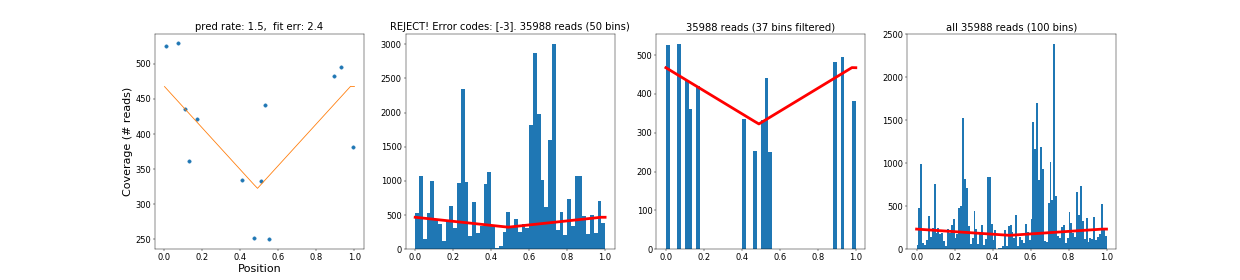 pred rate: 1.5,  fit err: 2.4
500
450
400
350
300
250
0.0 0.2 0.4 0.6 0.8 1.0
Coverage (# reads)
Position
REJECT! Error codes: [-3]. 35988 reads (50 bins)
3000
2500
2000
1500
1000
500
0
0.0 0.2 0.4 0.6 0.8 1.0
35988 reads (37 bins filtered)
500
400
300
200
100
0
0.0 0.2 0.4 0.6 0.8 1.0
all 35988 reads (100 bins)
2500
2000
1500
1000
500
0
0.0 0.2 0.4 0.6 0.8 1.0